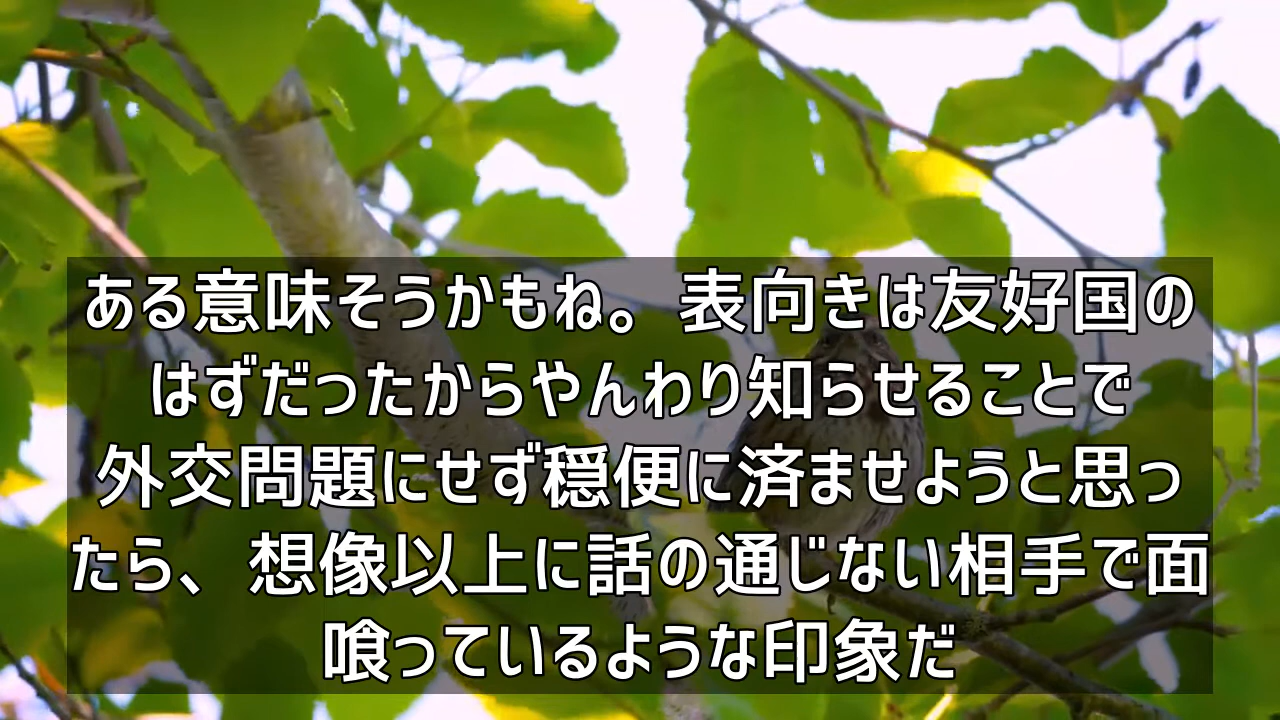 ある意味そうかもね。表向きは友好国の
はずだったからやんわり知らせることで
外交問題にせず穏便に済ませようと思っ
たら、想像以上に話の通じない相手で面
喰っているような印象だ